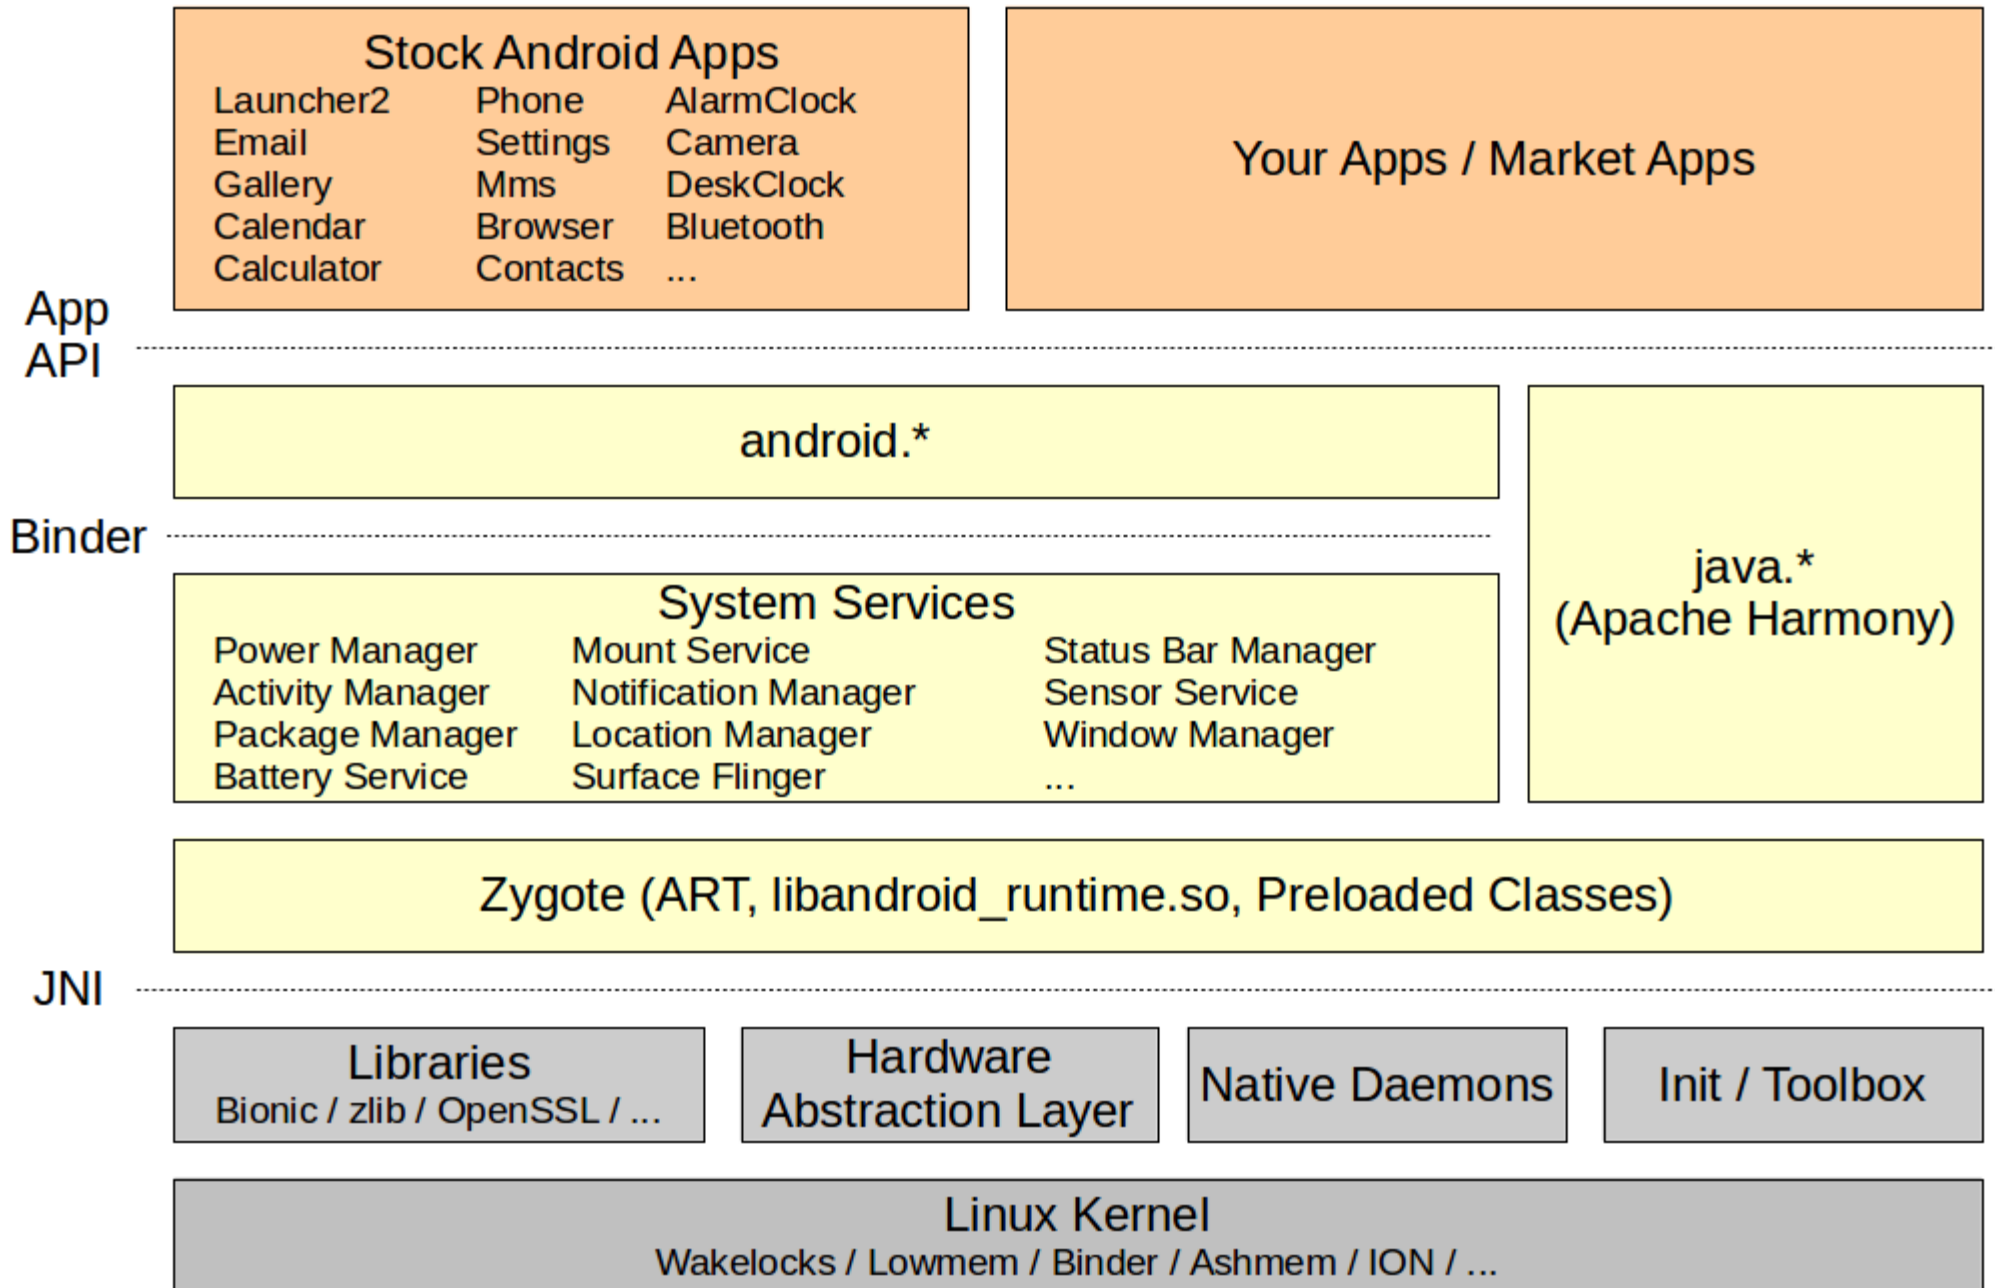 Stock Android Apps
Launcher2 Phone AlarmClock
Email Settings Camera
Gallery Mms DeskClock
Calendar Browser Bluetooth
Calculator Contacts ...
Your Apps / Market Apps
App
API
android.*
Binder
java.*
(Apache Harmony)
System Services
Power Manager Mount Service Status Bar Manager
Activity Manager Notification Manager Sensor Service
Package Manager Location Manager Window Manager
Battery Service Surface Flinger ...
Zygote (ART, libandroid_runtime.so, Preloaded Classes)
JNI
Libraries
Bionic / zlib / OpenSSL / ...
Hardware
Abstraction Layer
Native Daemons
Init / Toolbox
Linux Kernel
Wakelocks / Lowmem / Binder / Ashmem / ION / ...